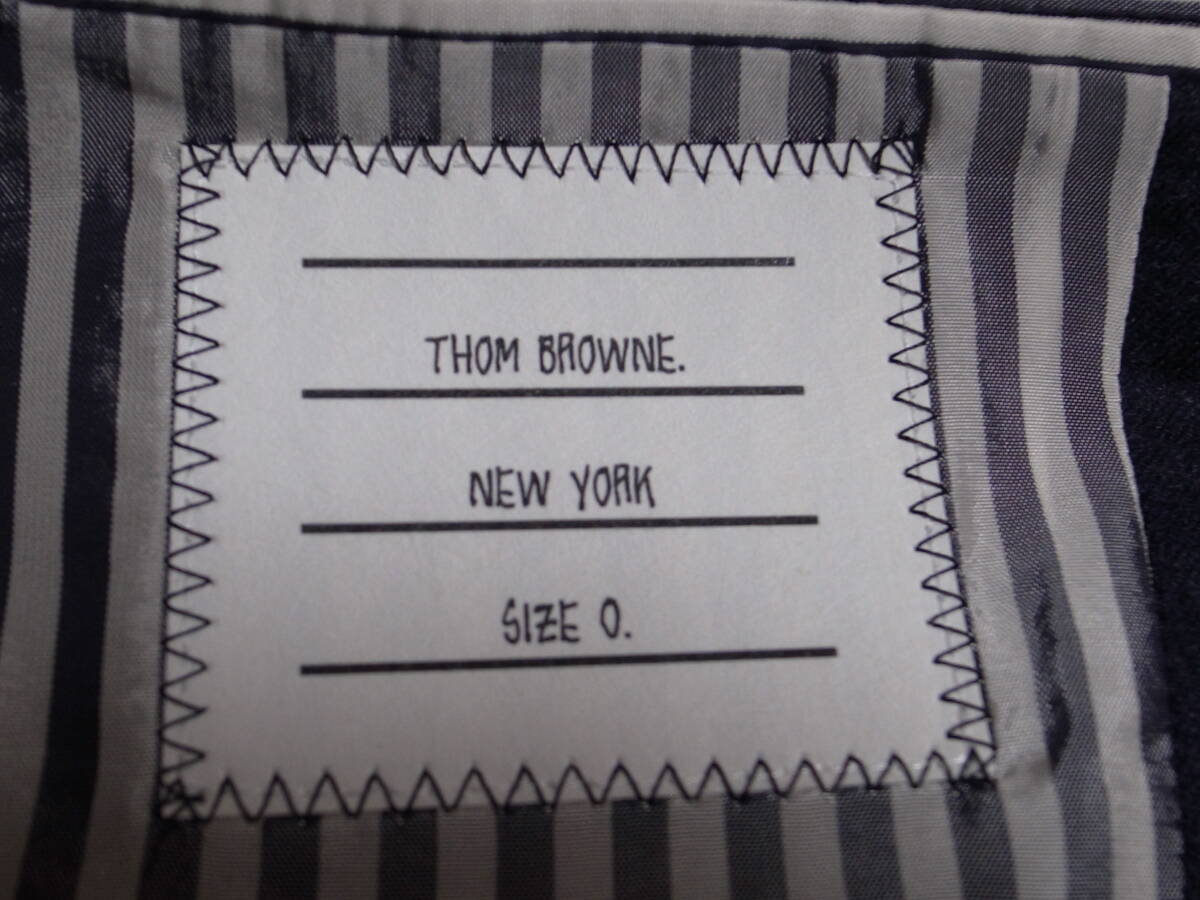 THOM BROWNE.
NEW YORK
SIZE 0.